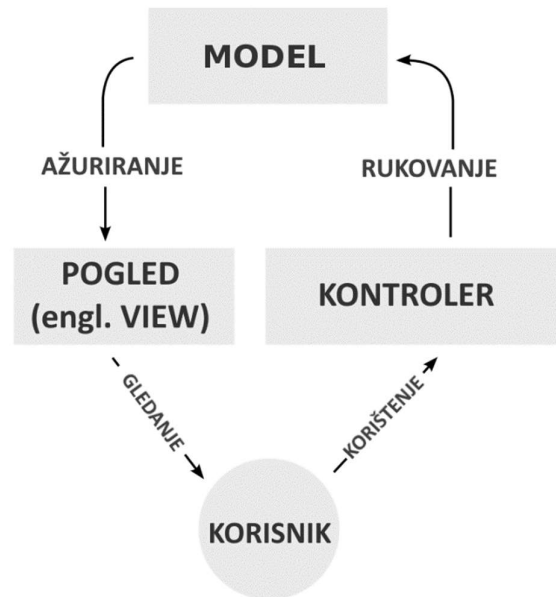 MODEL
AŽURIRANJE
RUKOVANJE
POGLED
(engl. VIEW)
KONTROLER
GLEDANJE
KORIŠTENJE
KORISNIK